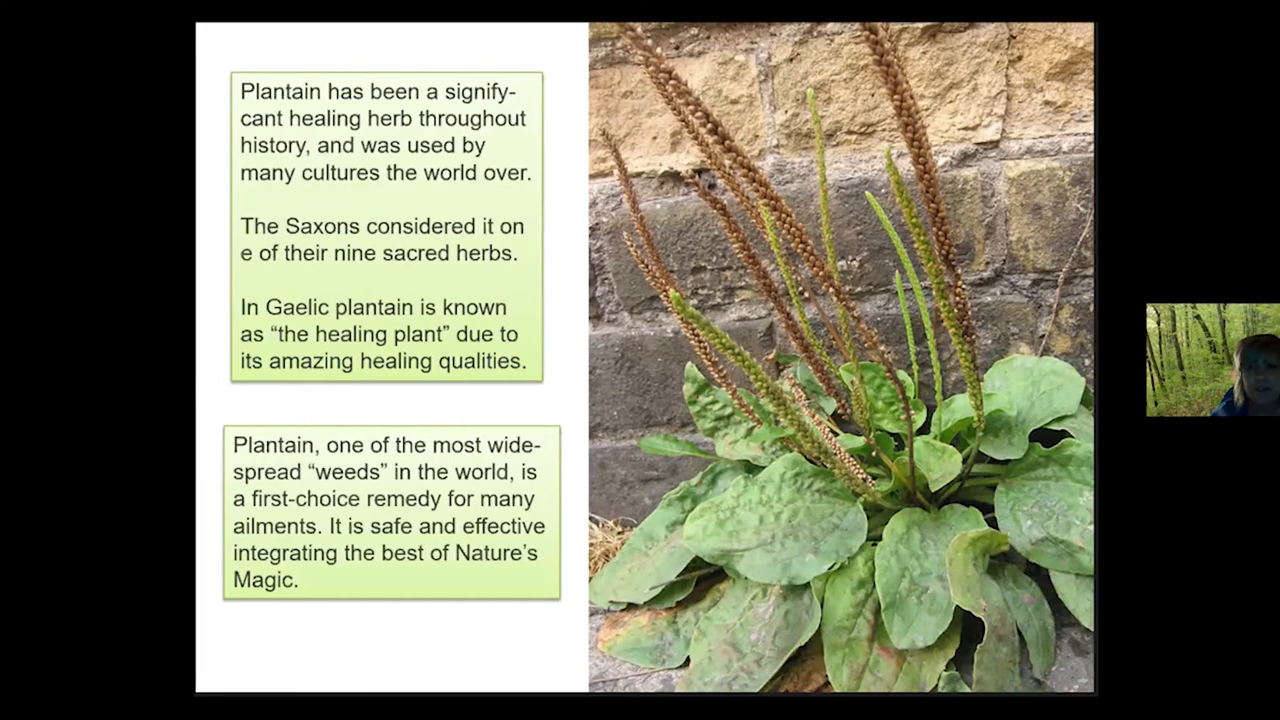 Plantain has been a signify-
cant healing herb throughout
history, and was used by
many cultures the world over.
The Saxons considered it on
e of their nine sacred herbs.
In Gaelic plantain is known
as “the healing plant” due to
its amazing healing qualities.
Plantain, one of the most wide-
spread “weeds” in the world, is
a first-choice remedy for many
ailments. It is safe and effective
integrating the best of Nature’s
Magic.